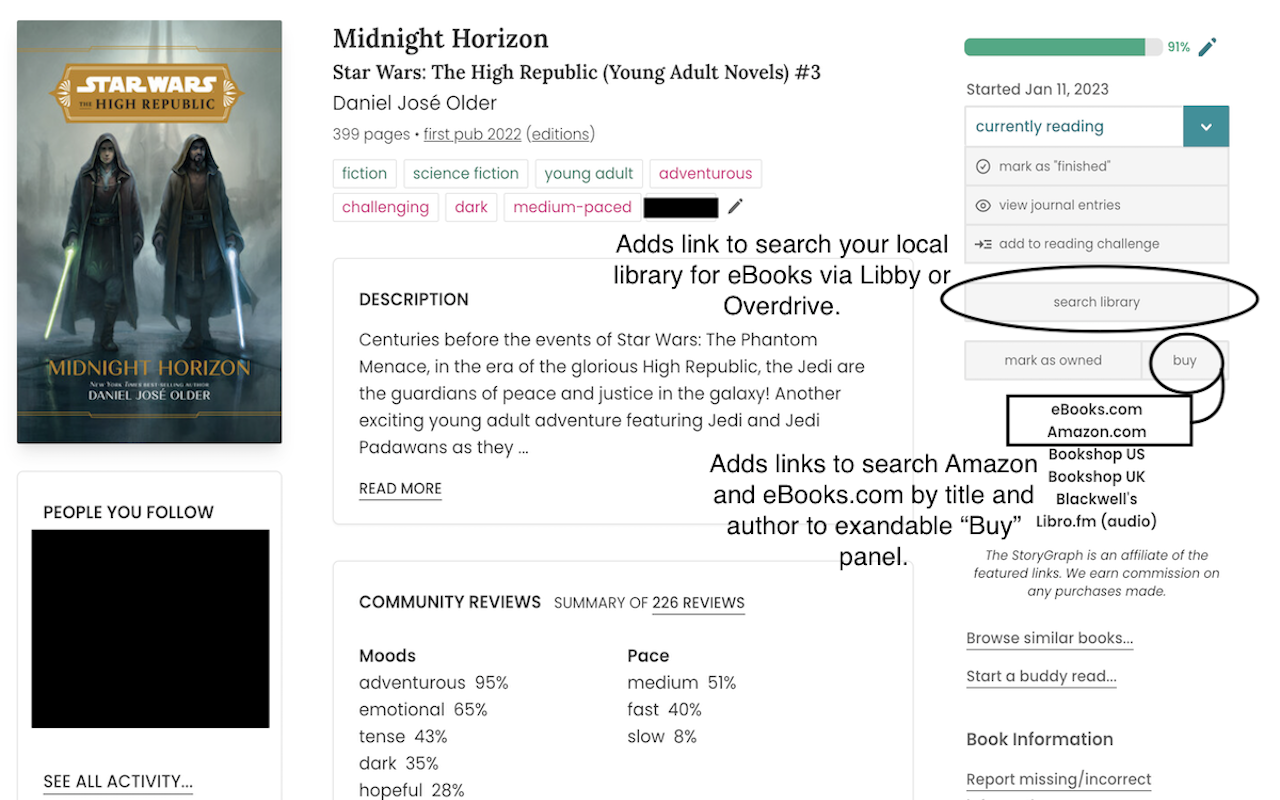 STAR WARS
THE HIGH REPUBLIC
MIDNIGHT HORIZON
NEW YORK TIMES BEST-SELLING AUTHOR
DANIEL JOSÉ OLDER
PEOPLE YOU FOLLOW
SEE ALL ACTIVITY...
Midnight Horizon
Star Wars: The High Republic (Young Adult Novels) #3
Daniel José Older
399 pages • first pub 2022 (editions)
fiction science fiction young adult adventurous
challenging dark medium-paced
Adds link to search your local
library for eBooks via Libby or
Overdrive.
DESCRIPTION
Centuries before the events of Star Wars: The Phantom
Menace, in the era of the glorious High Republic, the Jedi are
the guardians of peace and justice in the galaxy! Another
exciting young adult adventure featuring Jedi and Jedi
Padawans as they ...
READ MORE
Adds links to search Amazon
and eBooks.com by title and
author to exandable “Buy”
panel.
COMMUNITY REVIEWS SUMMARY OF 226 REVIEWS
Moods
adventurous 95%
emotional 65%
tense 43%
dark 35%
hopeful 28%
Pace
medium 51%
fast 40%
slow 8%
91%
Started Jan 11, 2023
currently reading
mark as "finished"
view journal entries
add to reading challenge
search library
mark as owned buy
eBooks.com
Amazon.com
Bookshop US
Bookshop UK
Blackwell's
Libro.fm (audio)
The StoryGraph is an affiliate of the
featured links. We earn commission on
any purchases made.
Browse similar books...
Start a buddy read...
Book Information
Report missing/incorrect